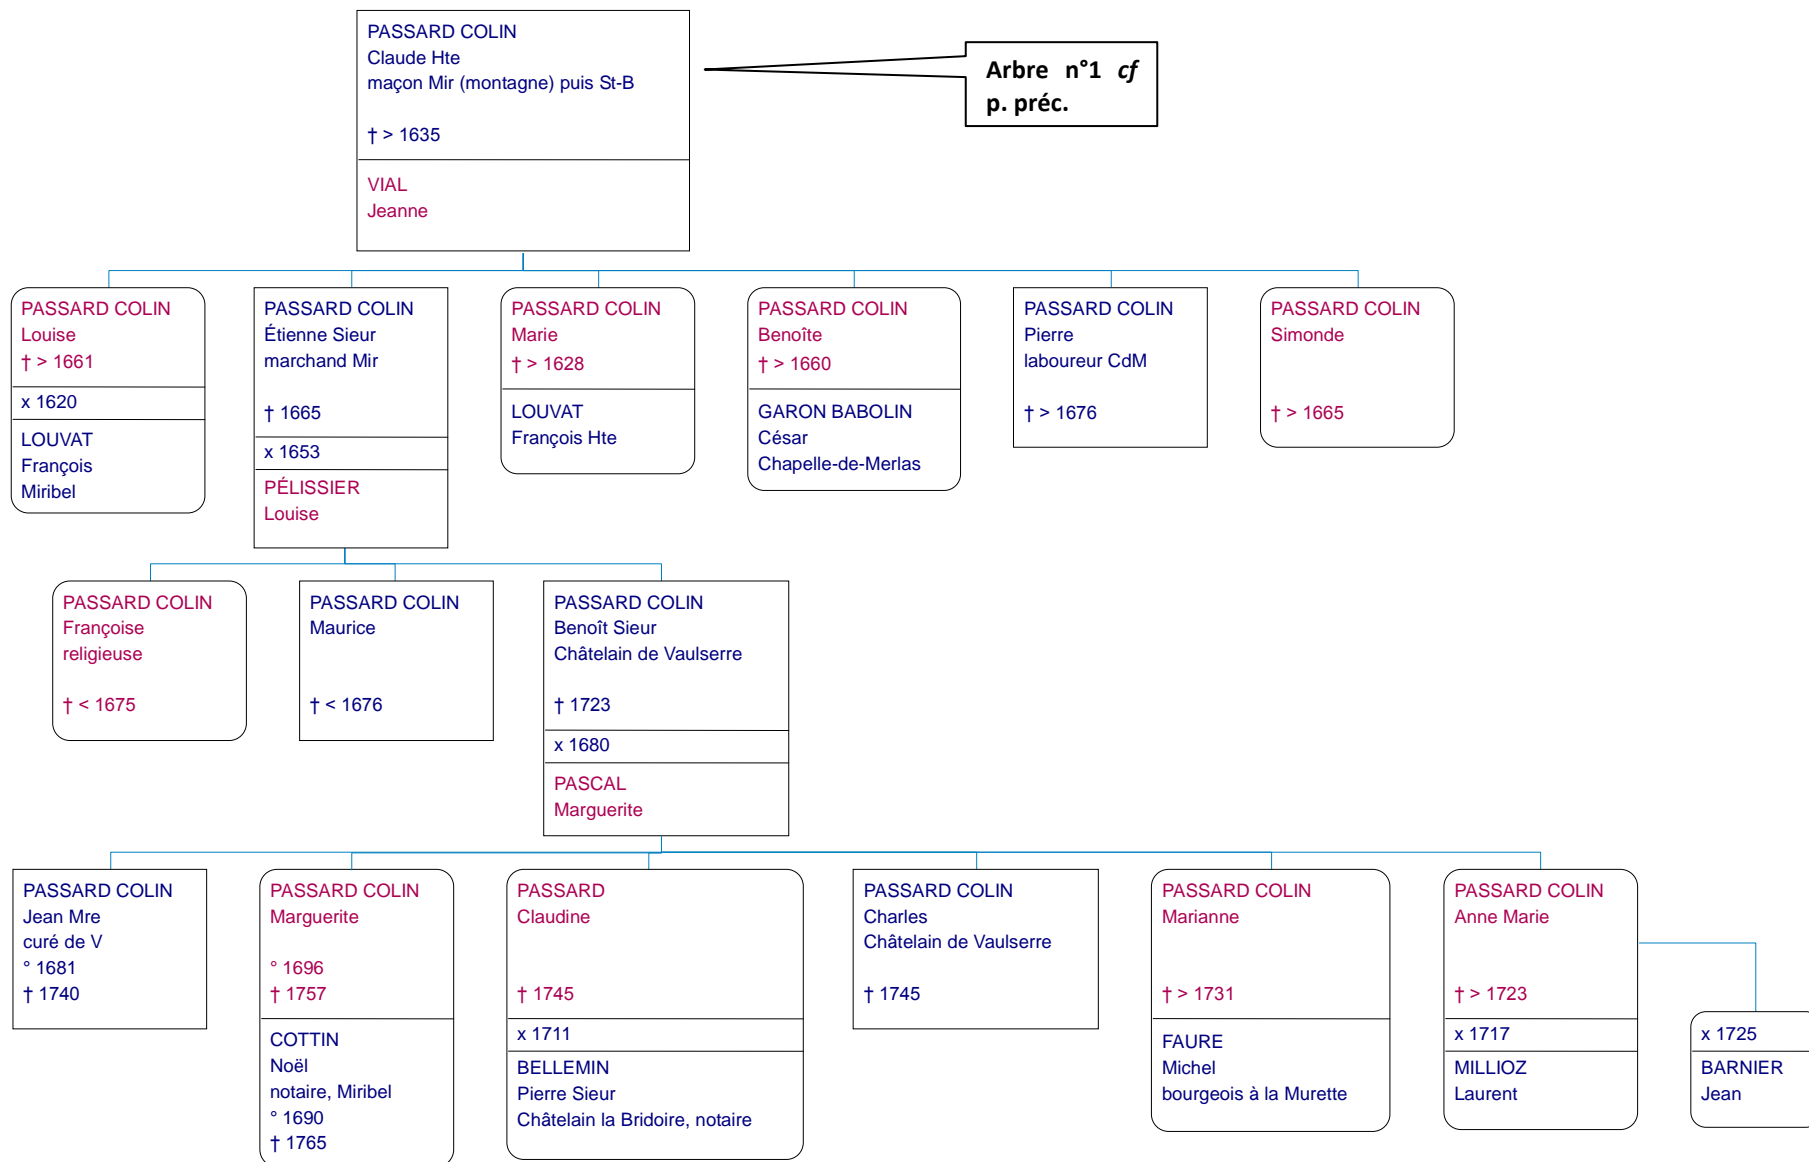 PASSARD COLIN
Claude Hte
maçon Mir (montagne) puis St-B
† > 1635
VIAL
Jeanne
Arbre n°1 cf
p. préc.
PASSARD COLIN
Louise
† > 1661
x 1620
LOUVAT
François
Miribel
PASSARD COLIN
Étienne Sieur
marchand Mir
† 1665
x 1653
PÉLISSIER
Louise
PASSARD COLIN
Marie
† > 1628
LOUVAT
François Hte
PASSARD COLIN
Benoîte
† > 1660
GARON BABOLIN
César
Chapelle-de-Merlas
PASSARD COLIN
Pierre
laboureur CdM
† > 1676
PASSARD COLIN
Simonde
† > 1665
PASSARD COLIN
Françoise
religieuse
† < 1675
PASSARD COLIN
Maurice
† < 1676
PASSARD COLIN
Benoît Sieur
Châtelain de Vaulserre
† 1723
x 1680
PASCAL
Marguerite
PASSARD COLIN
Jean Mre
curé de V
° 1681
† 1740
PASSARD COLIN
Marguerite
° 1696
† 1757
COTTIN
Noël
notaire, Miribel
° 1690
† 1765
PASSARD
Claudine
† 1745
x 1711
BELLEMIN
Pierre Sieur
Châtelain la Bridoire, notaire
PASSARD COLIN
Charles
Châtelain de Vaulserre
† 1745
PASSARD COLIN
Marianne
† > 1731
FAURE
Michel
bourgeois à la Murette
PASSARD COLIN
Anne Marie
† > 1723
x 1717
MILLIOZ
Laurent
x 1725
BARNIER
Jean